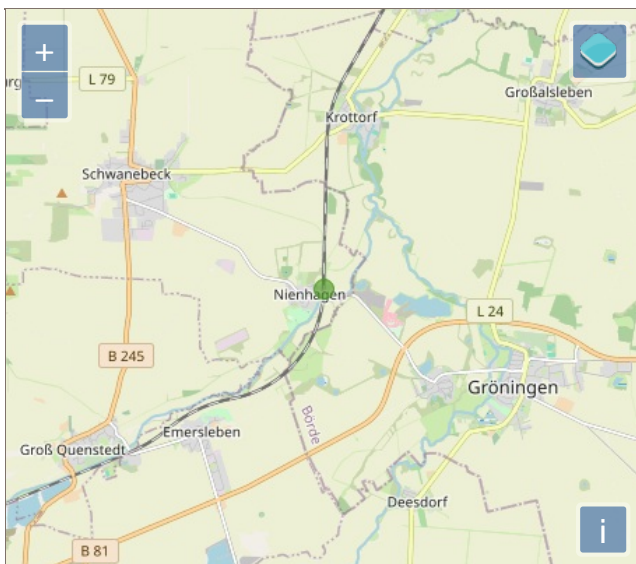 +
−
L 79
Großalsleben
Krottorf
Schwanebeck
Nienhagen
L 24
B 245
Gröningen
Börde
Emersleben
Groß Quenstedt
Deesdorf
B 81
i